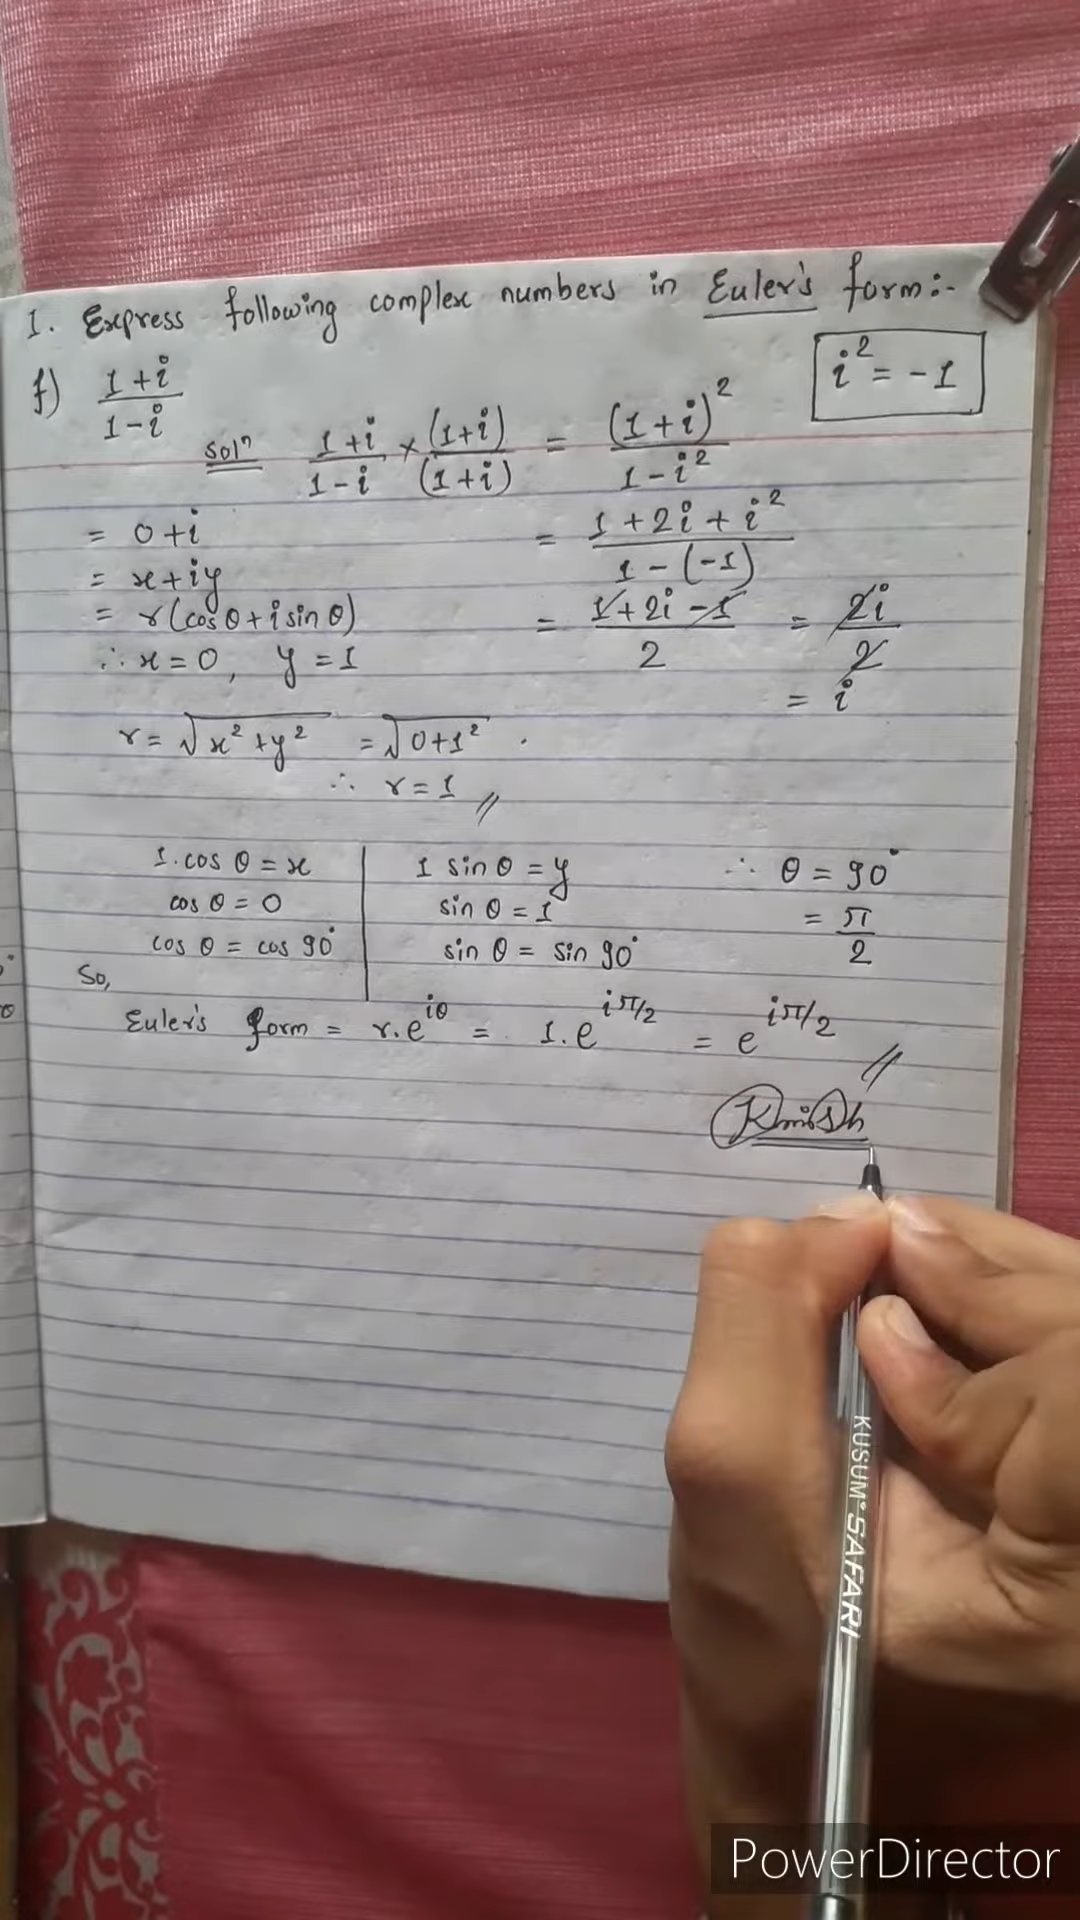 I. Express following complex numbers in Euler's form:-
f) 1+i / 1-i
i² = -1
Solⁿ 1+i / 1-i × (1+i) / (1+i) = (1+i)² / 1-i²
= 1+2i+i² / 1-(-1)
= 1+2i-1 / 2 = 2i / 2
= i
= 0+i
= x+iy
= r(cos θ + i sin θ)
∴ x = 0, y = 1
r = √x²+y² = √0+1² .
∴ r = 1 //
1.cos θ = x
cos θ = 0
cos θ = cos 90°
1 sin θ = y
sin θ = 1
sin θ = sin 90°
∴ θ = 90°
= π / 2
So,
Euler's form = r.e^iθ = 1.e^iπ/2 = e^iπ/2 //
KUSUM SAFARI
PowerDirector